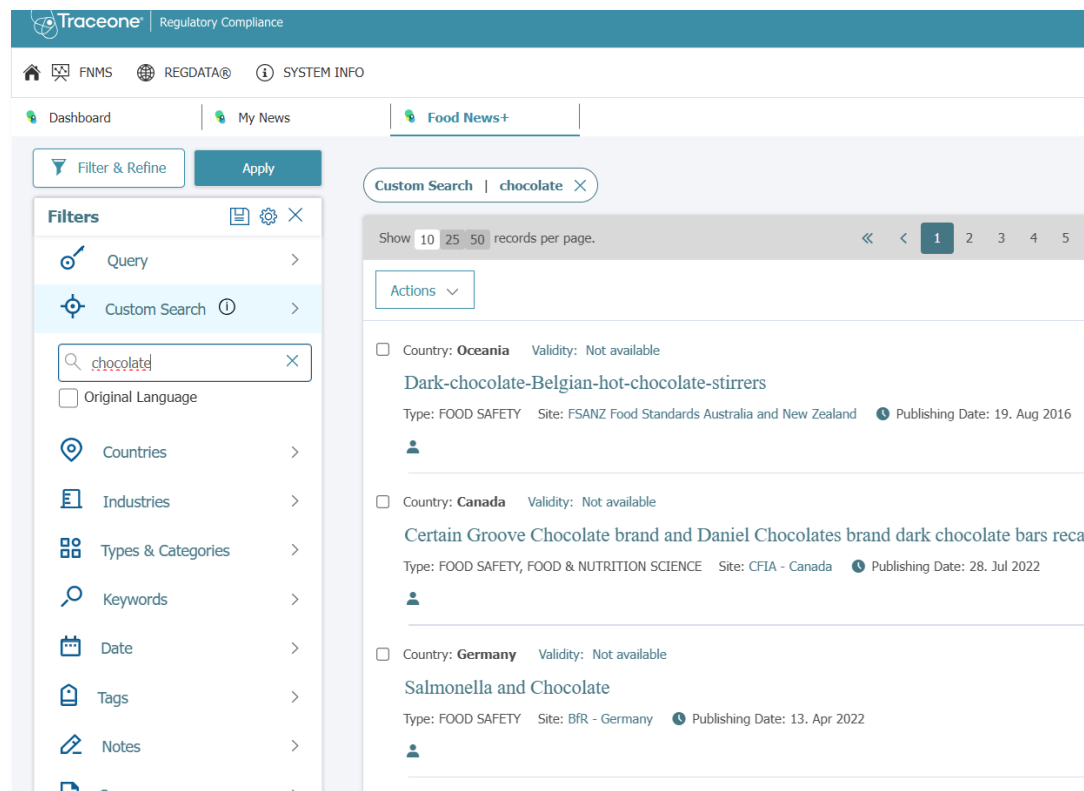 Traceone® | Regulatory Compliance
FNMS REGDATA® SYSTEM INFO
Dashboard My News Food News+
Filter & Refine Apply
Custom Search | chocolate
Filters
Show 10 25 50 records per page. « < 1 2 3 4 5
Query
Actions
Custom Search
chocolate
Original Language
Country: Oceania Validity: Not available
Dark-chocolate-Belgian-hot-chocolate-stirrers
Type: FOOD SAFETY Site: FSANZ Food Standards Australia and New Zealand Publishing Date: 19. Aug 2016
Countries
Industries
Country: Canada Validity: Not available
Certain Groove Chocolate brand and Daniel Chocolates brand dark chocolate bars reca
Types & Categories
Type: FOOD SAFETY, FOOD & NUTRITION SCIENCE Site: CFIA - Canada Publishing Date: 28. Jul 2022
Keywords
Date
Country: Germany Validity: Not available
Salmonella and Chocolate
Tags
Type: FOOD SAFETY Site: BfR - Germany Publishing Date: 13. Apr 2022
Notes